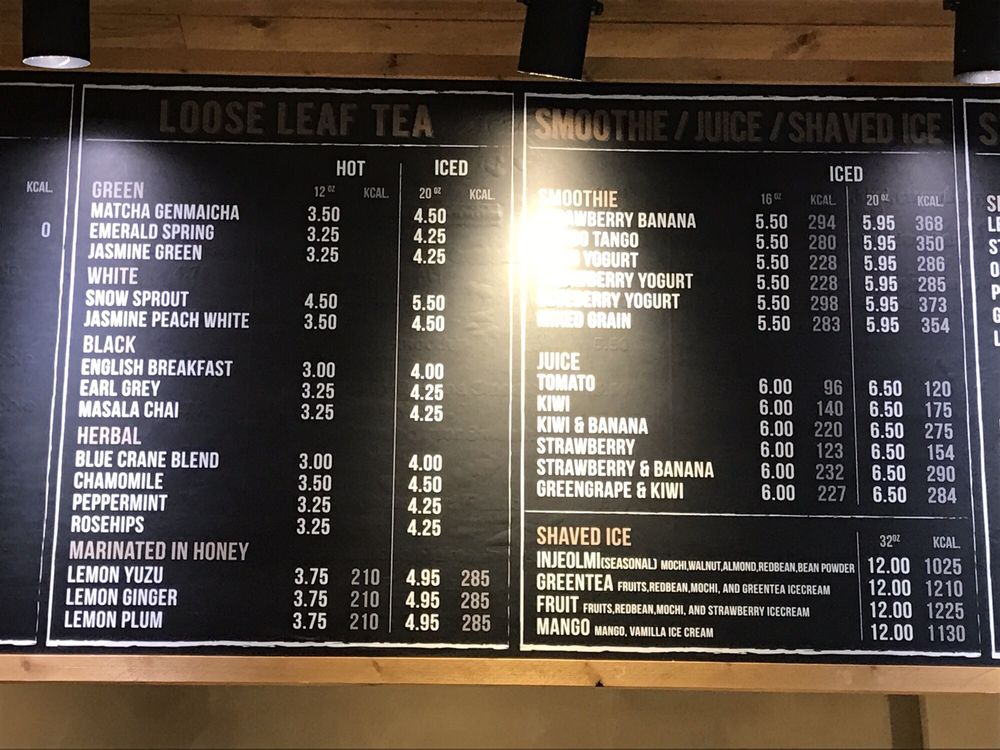 KCAL.
0
LOOSE LEAF TEA
HOT ICED
GREEN 12 OZ KCAL. 20 OZ KCAL.
MATCHA GENMAICHA 3.50 4.50
EMERALD SPRING 3.25 4.25
JASMINE GREEN 3.25 4.25
WHITE
SNOW SPROUT 4.50 5.50
JASMINE PEACH WHITE 3.50 4.50
BLACK
ENGLISH BREAKFAST 3.00 4.00
EARL GREY 3.25 4.25
MASALA CHAI 3.25 4.25
HERBAL
BLUE CRANE BLEND 3.00 4.00
CHAMOMILE 3.50 4.50
PEPPERMINT 3.25 4.25
ROSEHIPS 3.25 4.25
MARINATED IN HONEY
LEMON YUZU 3.75 210 4.95 285
LEMON GINGER 3.75 210 4.95 285
LEMON PLUM 3.75 210 4.95 285
SMOOTHIE / JUICE / SHAVED ICE
ICED
SMOOTHIE 16 OZ KCAL. 20 OZ KCAL.
BANANA 5.50 294 5.95 368
TANGO 5.50 280 5.95 350
YOGURT 5.50 228 5.95 286
YOGURT 5.50 228 5.95 285
YOGURT 5.50 298 5.95 373
GRAIN 5.50 283 5.95 354
JUICE
TOMATO 6.00 96 6.50 120
KIWI 6.00 140 6.50 175
KIWI & BANANA 6.00 220 6.50 275
STRAWBERRY 6.00 123 6.50 154
STRAWBERRY & BANANA 6.00 232 6.50 290
GREENGRAPE & KIWI 6.00 227 6.50 284
SHAVED ICE 32OZ KCAL.
INJEOLMI(SEASONAL) MOCHI,WALNUT,ALMOND,REDBEAN,BEAN POWDER 12.00 1025
GREENTEA FRUITS,REDBEAN,MOCHI, AND GREENTEA ICECREAM 12.00 1210
FRUIT FRUITS,REDBEAN,MOCHI, AND STRAWBERRY ICECREAM 12.00 1225
MANGO MANGO, VAMILLA ICE CREAM 12.00 1130